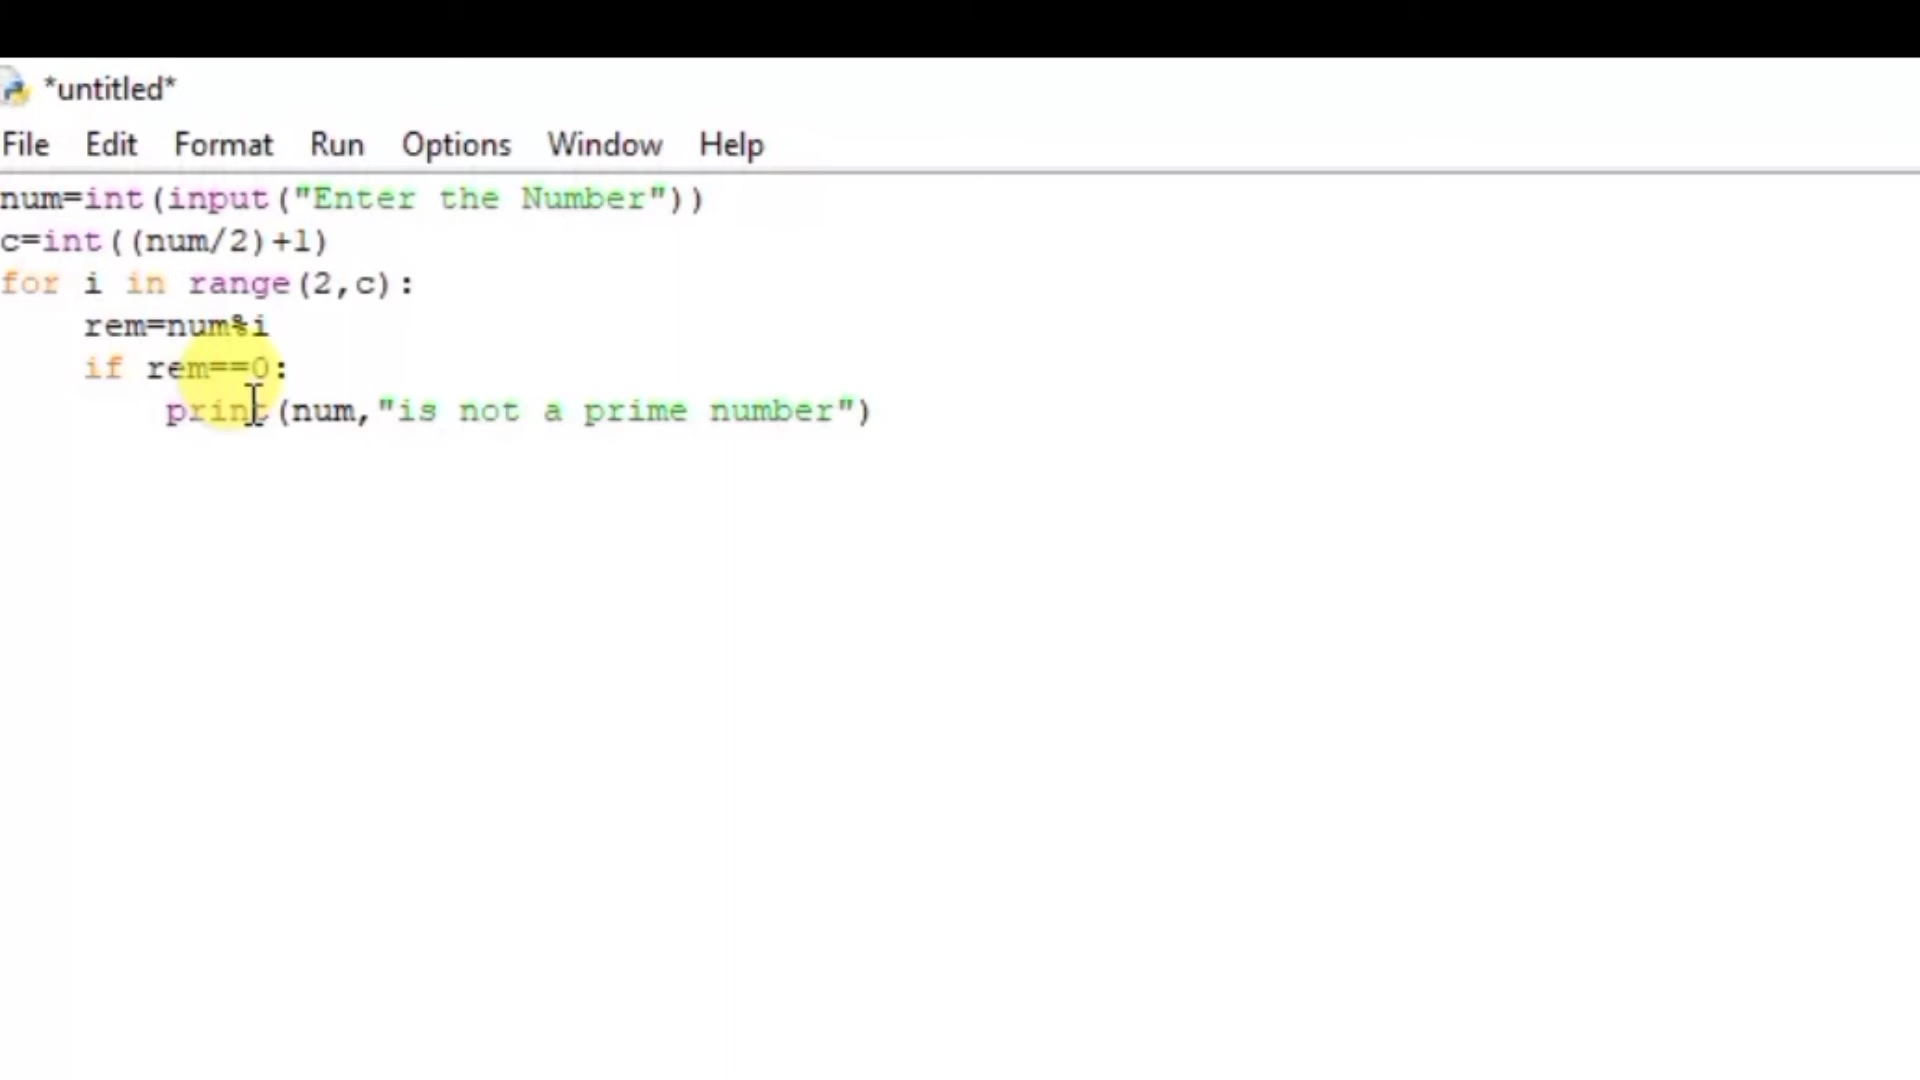 *untitled*
File Edit Format Run Options Window Help
num=int(input("Enter the Number"))
c=int((num/2)+1)
for i in range(2,c):
    rem=num%i
    if rem==0:
        print(num,"is not a prime number")